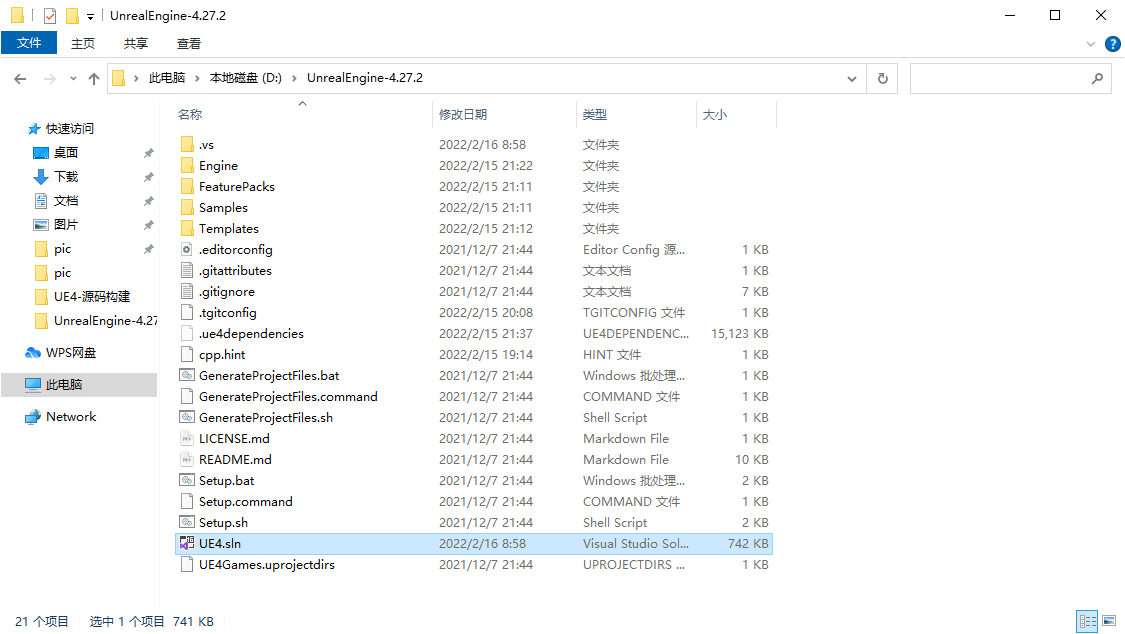 UnrealEngine-4.27.2
文件 主页 共享 查看
此电脑 本地磁盘 (D:) UnrealEngine-4.27.2
快速访问
桌面
下载
文档
图片
pic
pic
UE4-源码构建
UnrealEngine-4.27
WPS网盘
此电脑
Network
名称 修改日期 类型 大小
.vs 2022/2/16 8:58 文件夹
Engine 2022/2/15 21:22 文件夹
FeaturePacks 2022/2/15 21:11 文件夹
Samples 2022/2/15 21:11 文件夹
Templates 2022/2/15 21:12 文件夹
.editorconfig 2021/12/7 21:44 Editor Config 源... 1 KB
.gitattributes 2021/12/7 21:44 文本文档 1 KB
.gitignore 2021/12/7 21:44 文本文档 7 KB
.tgitconfig 2022/2/15 20:08 TGITCONFIG 文件 1 KB
.ue4dependencies 2022/2/15 21:37 UE4DEPENDENC... 15,123 KB
cpp.hint 2022/2/15 19:14 HINT 文件 1 KB
GenerateProjectFiles.bat 2021/12/7 21:44 Windows 批处理... 1 KB
GenerateProjectFiles.command 2021/12/7 21:44 COMMAND 文件 1 KB
GenerateProjectFiles.sh 2021/12/7 21:44 Shell Script 1 KB
LICENSE.md 2021/12/7 21:44 Markdown File 1 KB
README.md 2021/12/7 21:44 Markdown File 10 KB
Setup.bat 2021/12/7 21:44 Windows 批处理... 2 KB
Setup.command 2021/12/7 21:44 COMMAND 文件 1 KB
Setup.sh 2021/12/7 21:44 Shell Script 2 KB
UE4.sln 2022/2/16 8:58 Visual Studio Sol... 742 KB
UE4Games.uprojectdirs 2021/12/7 21:44 UPROJECTDIRS ... 1 KB
21 个项目 选中 1 个项目 741 KB